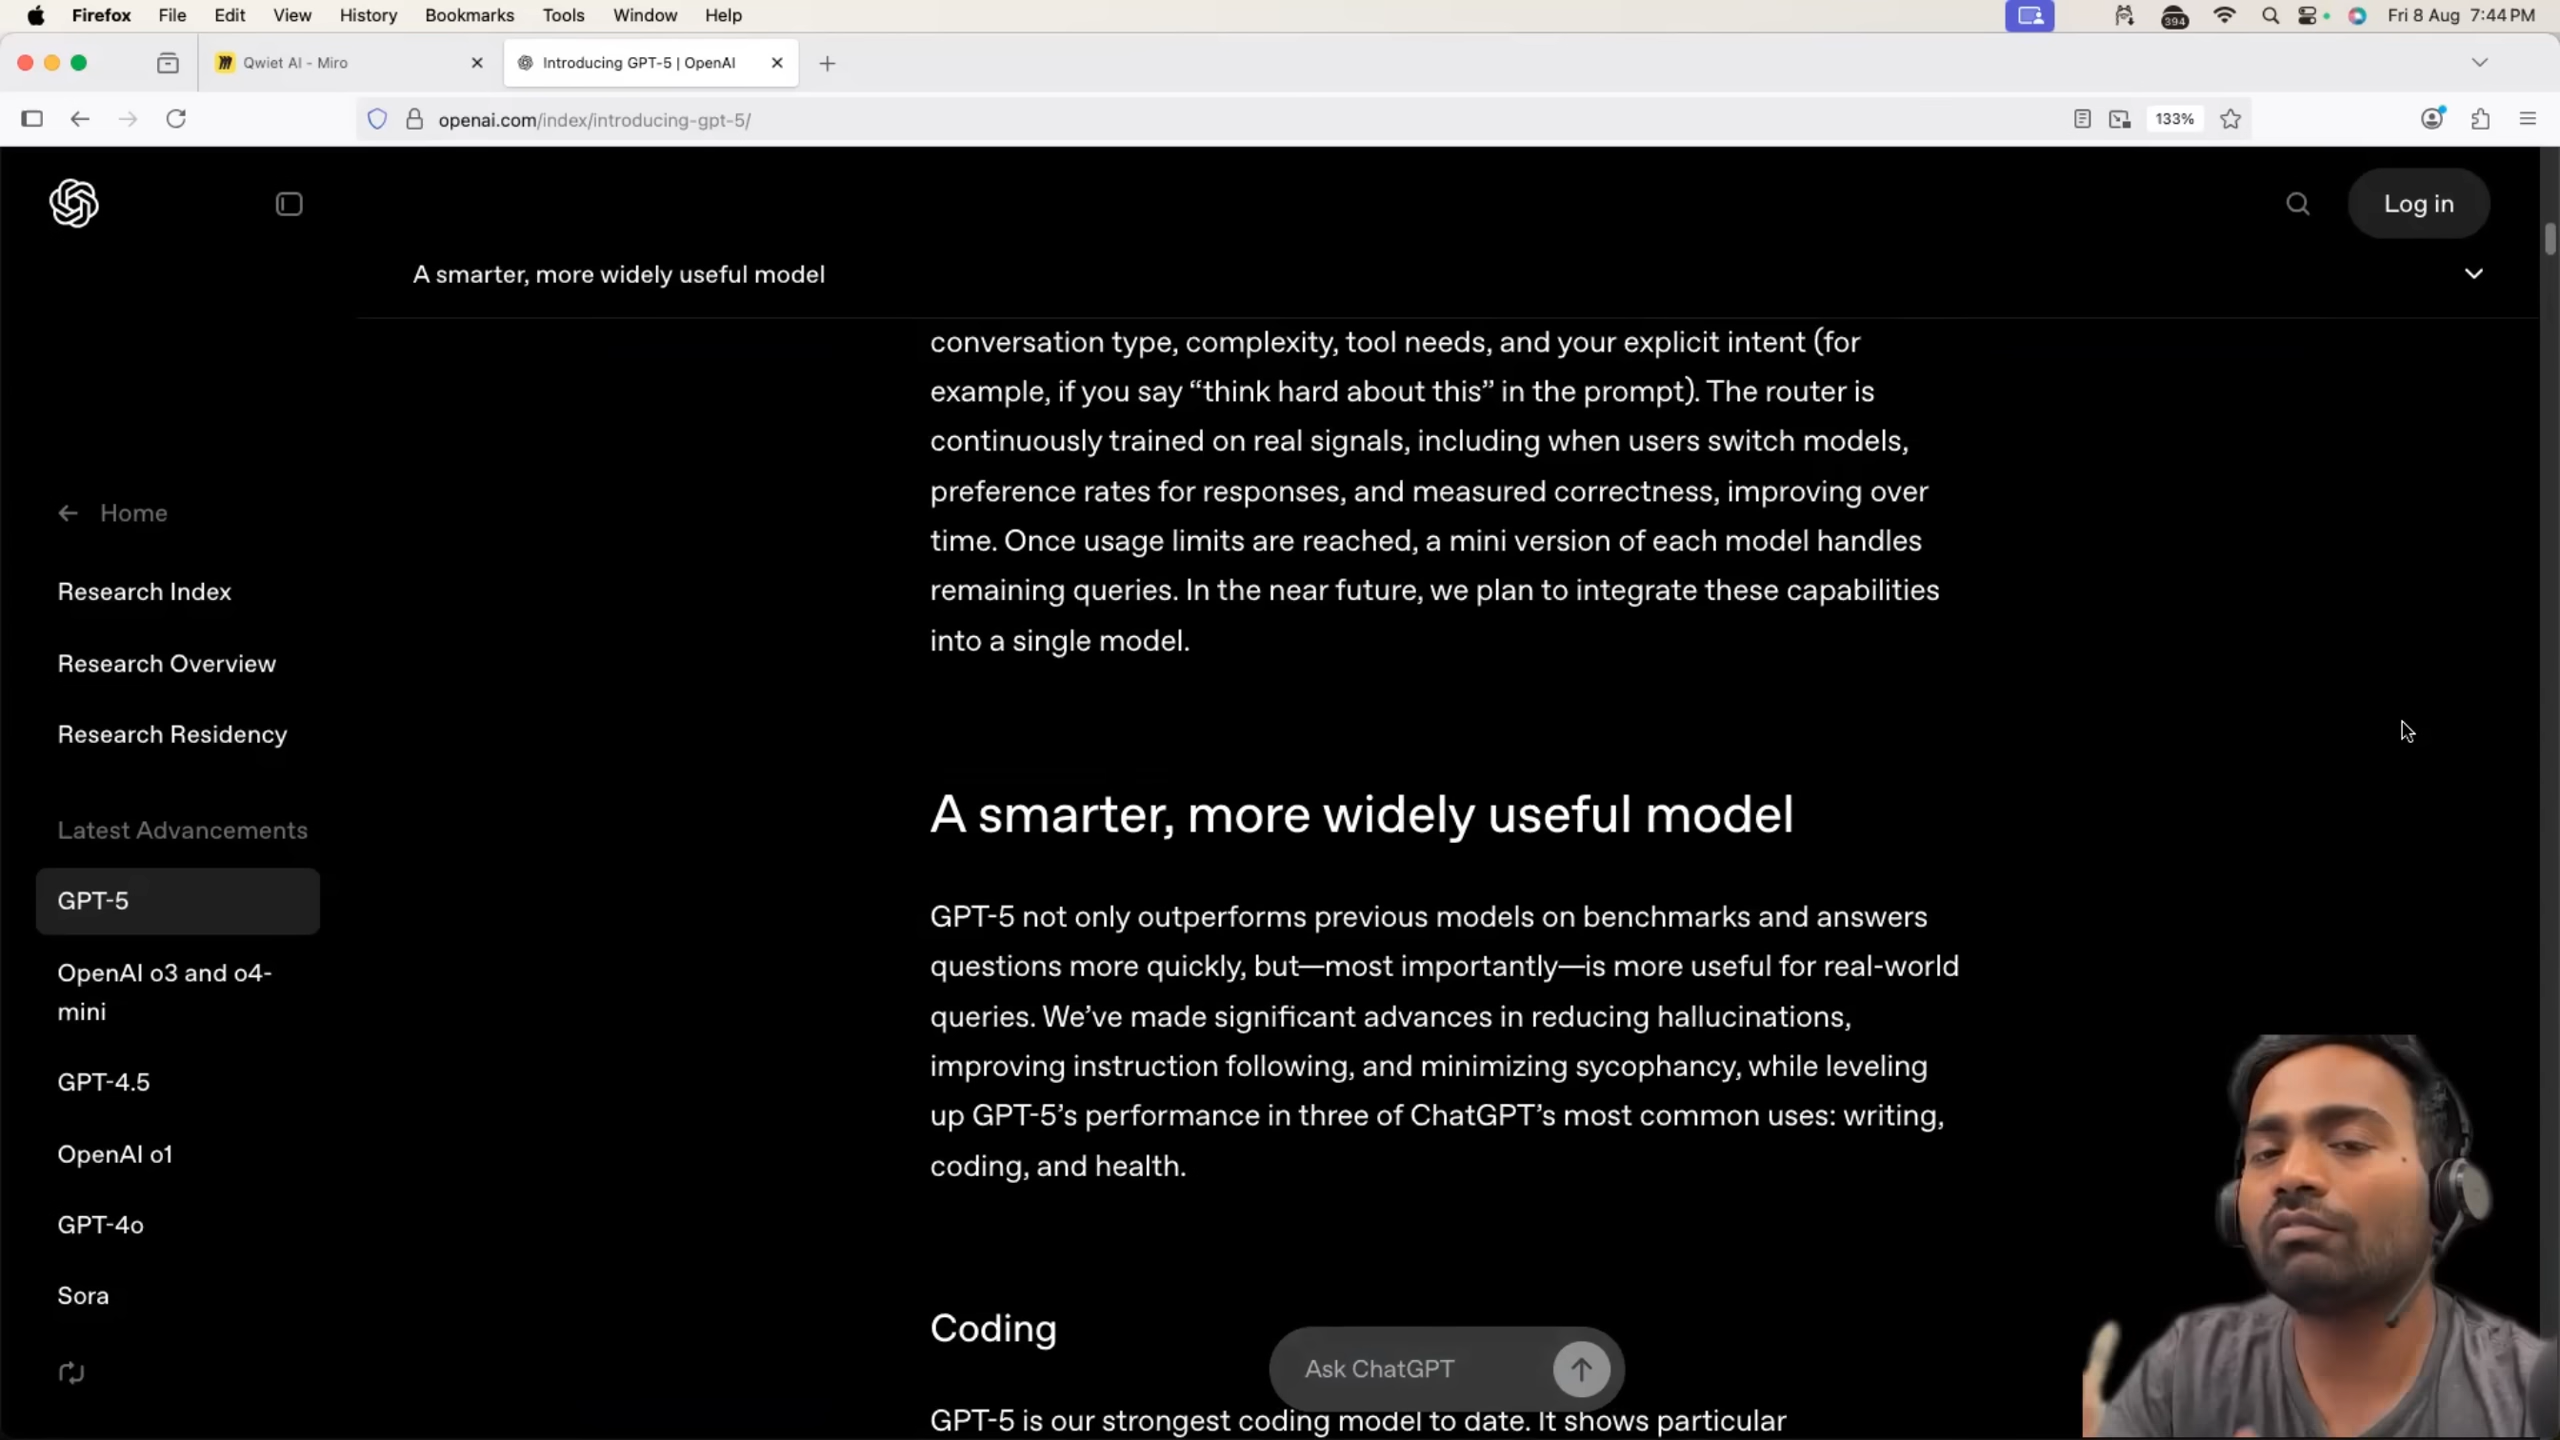 Firefox File Edit View History Bookmarks Tools Window Help 394 Fri 8 Aug 7:44 PM
Qwiet AI - Miro Introducing GPT-5 | OpenAI
openai.com/index/introducing-gpt-5/ 133%
Log in
A smarter, more widely useful model
Home
Research Index
Research Overview
Research Residency
Latest Advancements
GPT-5
OpenAI o3 and o4-
mini
GPT-4.5
OpenAI o1
GPT-4o
Sora
conversation type, complexity, tool needs, and your explicit intent (for
example, if you say “think hard about this” in the prompt). The router is
continuously trained on real signals, including when users switch models,
preference rates for responses, and measured correctness, improving over
time. Once usage limits are reached, a mini version of each model handles
remaining queries. In the near future, we plan to integrate these capabilities
into a single model.
A smarter, more widely useful model
GPT-5 not only outperforms previous models on benchmarks and answers
questions more quickly, but—most importantly—is more useful for real-world
queries. We’ve made significant advances in reducing hallucinations,
improving instruction following, and minimizing sycophancy, while leveling
up GPT-5’s performance in three of ChatGPT’s most common uses: writing,
coding, and health.
Coding
Ask ChatGPT
GPT-5 is our strongest coding model to date. It shows particular